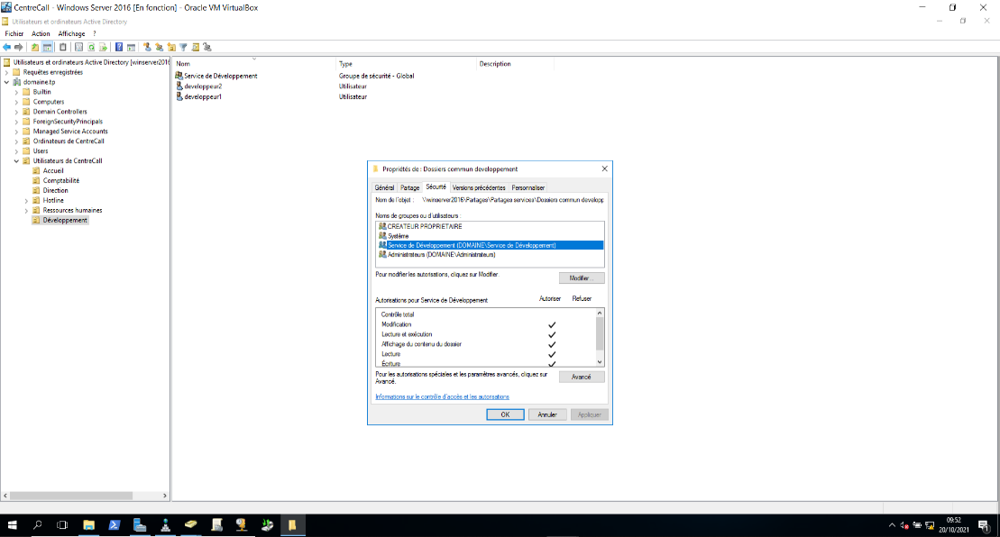 CentreCall - Windows Server 2016 [En fonction] - Oracle VM VirtualBox
Utilisateurs et ordinateurs Active Directory
Fichier Action Affichage ?
Utilisateurs et ordinateurs Active Directory [winserver2016
Requêtes enregistrées
domaine.tp
Builtin
Computers
Domain Controllers
ForeignSecurityPrincipals
Managed Service Accounts
Ordinateurs de CentreCall
Users
Utilisateurs de CentreCall
Accueil
Comptabilité
Direction
Hotline
Ressources humaines
Développement
Nom Type Description
Service de Développement Groupe de sécurité - Global
developpeur2 Utilisateur
developpeur1 Utilisateur
Propriétés de : Dossiers commun developpement
Général Partage Sécurité Versions précédentes Personnaliser
Nom de l'objet : \\winserver2016\Partages\Partages services\Dossiers commun developp
Noms de groupes ou d'utilisateurs :
CREATEUR PROPRIETAIRE
Système
Service de Développement (DOMAINE\Service de Développement)
Administrateurs (DOMAINE\Administrateurs)
Pour modifier les autorisations, cliquez sur Modifier. Modifier...
Autorisations pour Service de Développement Autoriser Refuser
Contrôle total
Modification
Lecture et exécution
Affichage du contenu du dossier
Lecture
Écriture
Pour les autorisations spéciales et les paramètres avancés, cliquez sur Avancé. Avancé
Informations sur le contrôle d'accès et les autorisations
OK Annuler Appliquer
09:52
20/10/2021
1